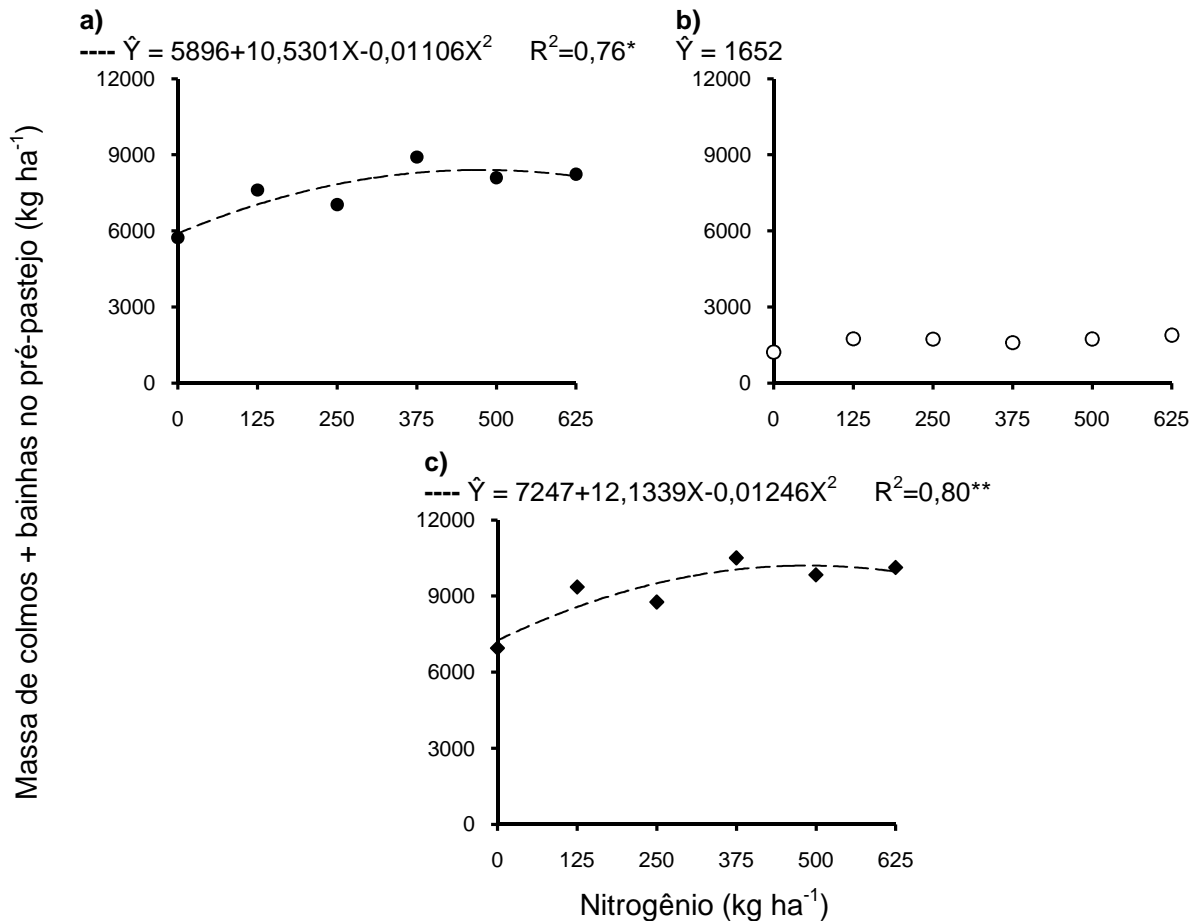 a)
---- Ŷ = 5896+10,5301X-0,01106X² R²=0,76*
12000
9000
6000
3000
0
0 125 250 375 500 625
b)
Ŷ = 1652
12000
9000
6000
3000
0
0 125 250 375 500 625
c)
---- Ŷ = 7247+12,1339X-0,01246X² R²=0,80**
12000
9000
6000
3000
0
0 125 250 375 500 625
Massa de colmos + bainhas no pré-pastejo (kg ha⁻¹)
Nitrogênio (kg ha⁻¹)